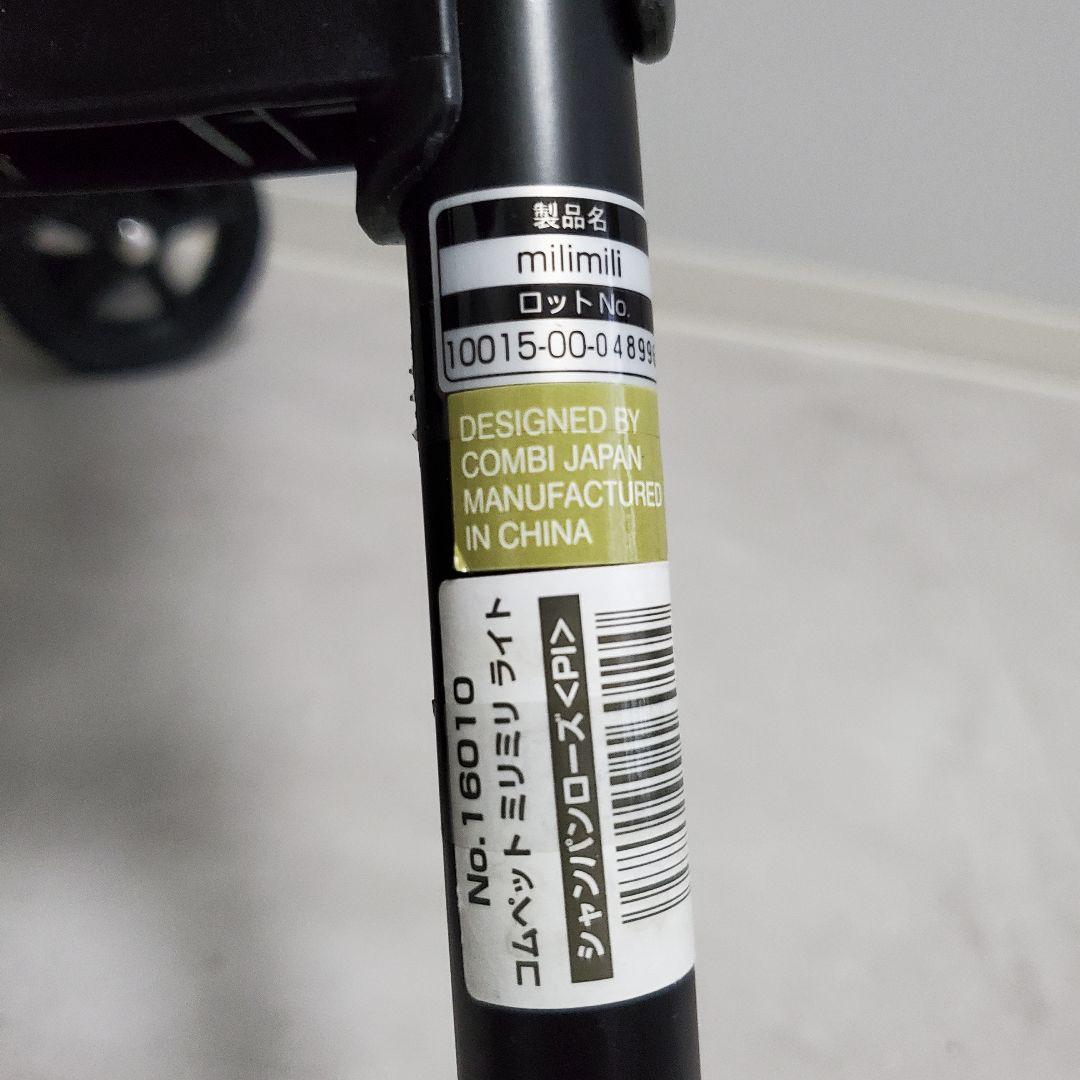 製品名
milimili
ロットNo.
10015-00-04899
DESIGNED BY
COMBI JAPAN
MANUFACTURED
IN CHINA
No.16010
コムペット ミリミリ ライト
シャンパンローズ<PI>